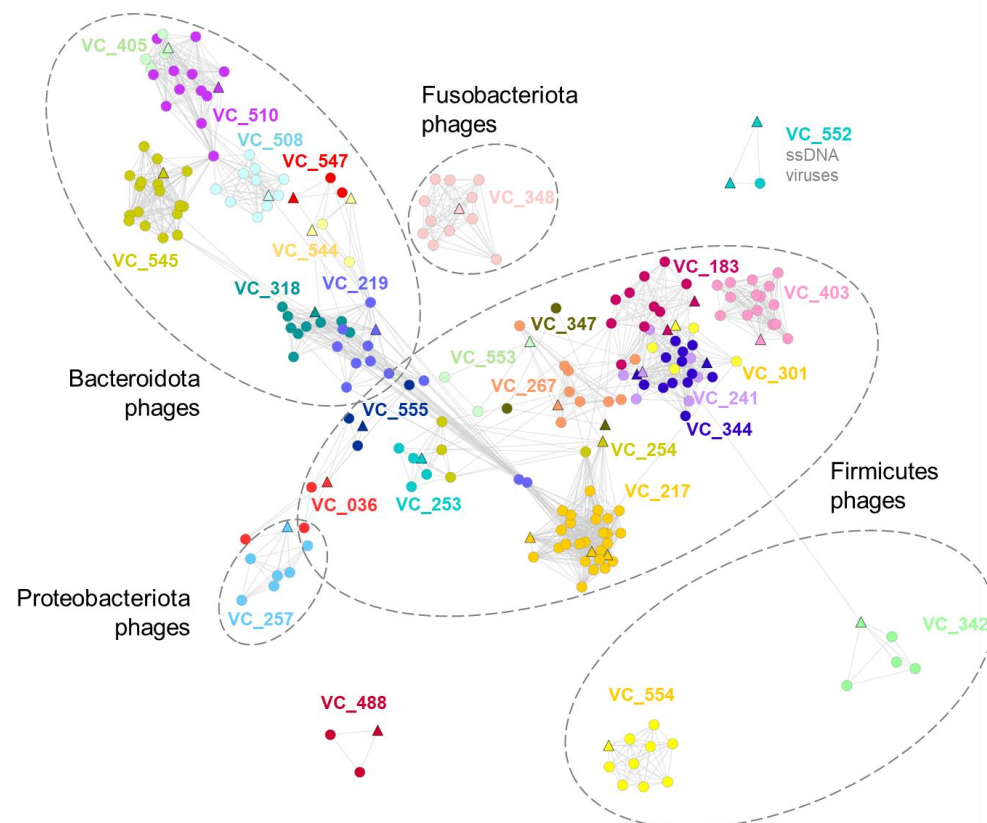 VC_405
VC_510
VC_508
VC_547
VC_545
VC_544
VC_318
VC_219
Bacteroidota
phages
Fusobacteriota
phages
VC_348
VC_552
ssDNA
viruses
VC_183
VC_403
VC_347
VC_553
VC_267
VC_301
VC_241
VC_344
VC_555
VC_254
VC_253
VC_217
VC_036
Firmicutes
phages
Proteobacteriota
phages
VC_257
VC_342
VC_488
VC_554